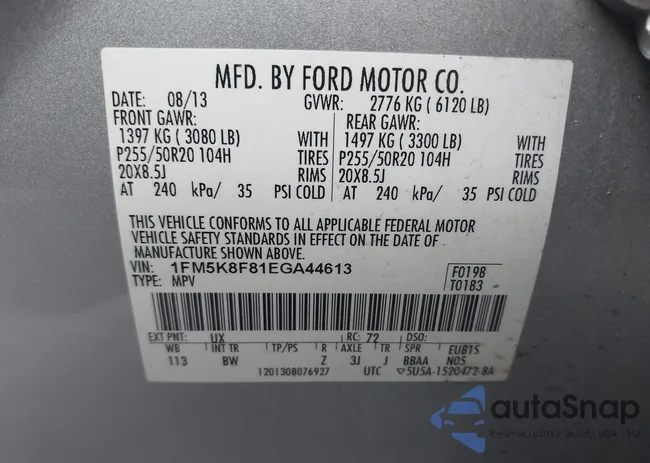 MFD. BY FORD MOTOR CO.
DATE: 08/13 GVWR: 2776 KG ( 6120 LB)
FRONT GAWR: REAR GAWR:
1397 KG ( 3080 LB) WITH 1497 KG ( 3300 LB) WITH
P255/50R20 104H TIRES P255/50R20 104H TIRES
20X8.5J RIMS 20X8.5J RIMS
AT 240 kPa/ 35 PSI COLD AT 240 kPa/ 35 PSI COLD
THIS VEHICLE CONFORMS TO ALL APPLICABLE FEDERAL MOTOR
VEHICLE SAFETY STANDARDS IN EFFECT ON THE DATE OF
MANUFACTURE SHOWN ABOVE.
VIN: 1FM5K8F81EGA44613 F0198
TYPE: MPV T0183
EXT PNT: UX RC: 72 DSO:
WB INT TR TP/PS R AXLE TR SPR EUBTS
113 BW Z 3J J BBAA N05
1201308076927 UTC ▽5U5A-1520472-BA
autoSnap